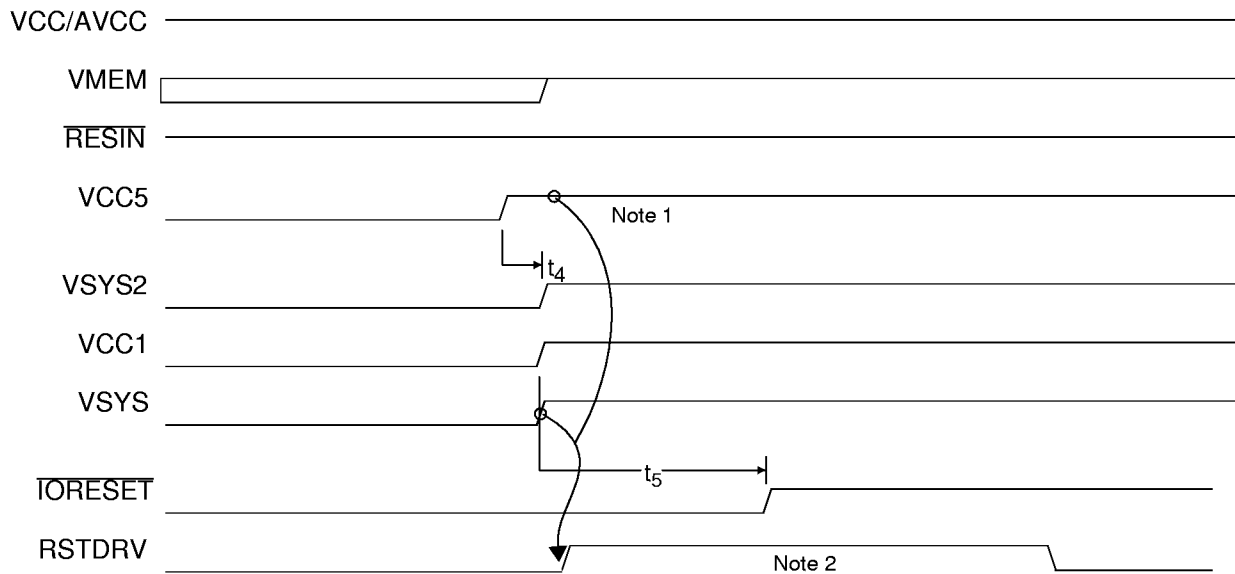 VCC/AVCC
VMEM
RESIN
VCC5
Note 1
t4
VSYS2
VCC1
VSYS
t5
IORESET
RSTDRV
Note 2